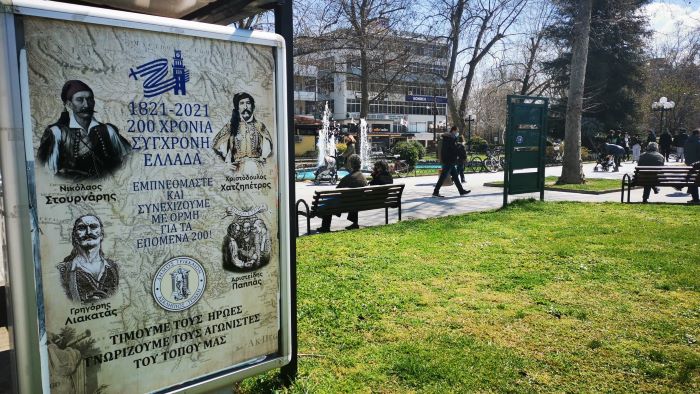 1821-2021
200 ΧΡΟΝΙΑ
ΣΥΓΧΡΟΝΗ
ΕΛΛΑΔΑ
Νικόλαος
Στουρνάρης
Χριστόδουλος
Χατζηπέτρος
ΕΜΠΝΕΟΜΑΣΤΕ
ΚΑΙ
ΣΥΝΕΧΙΖΟΥΜΕ
ΜΕ ΟΡΜΗ
ΓΙΑ ΤΑ
ΕΠΟΜΕΝΑ 200!
Γρηγόρης
Λιακατάς
Αριστείδης
Παππάς
ΤΙΜΟΥΜΕ ΤΟΥΣ ΗΡΩΕΣ
ΓΝΩΡΙΖΟΥΜΕ ΤΟΥΣ ΑΓΩΝΙΣΤΕΣ
ΤΟΥ ΤΟΠΟΥ ΜΑΣ